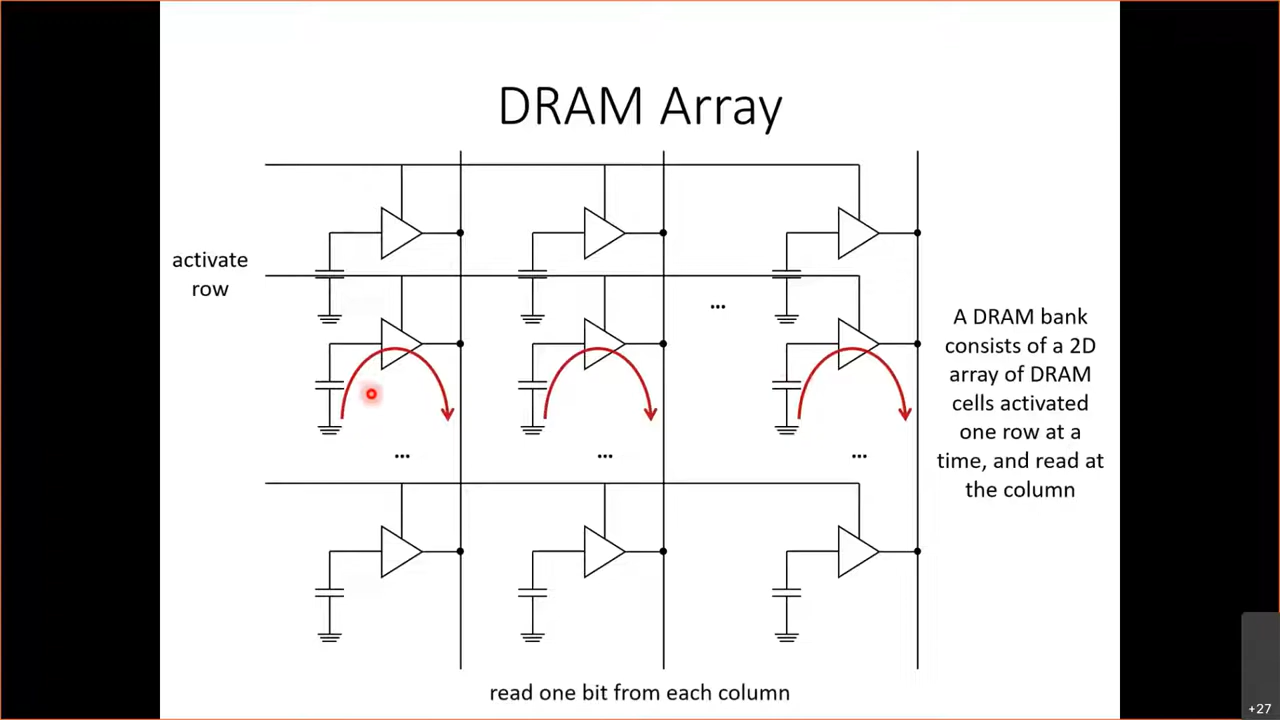 DRAM Array
activate
row
...
A DRAM bank
consists of a 2D
array of DRAM
cells activated
one row at a
time, and read at
the column
... ... ...
read one bit from each column
+27